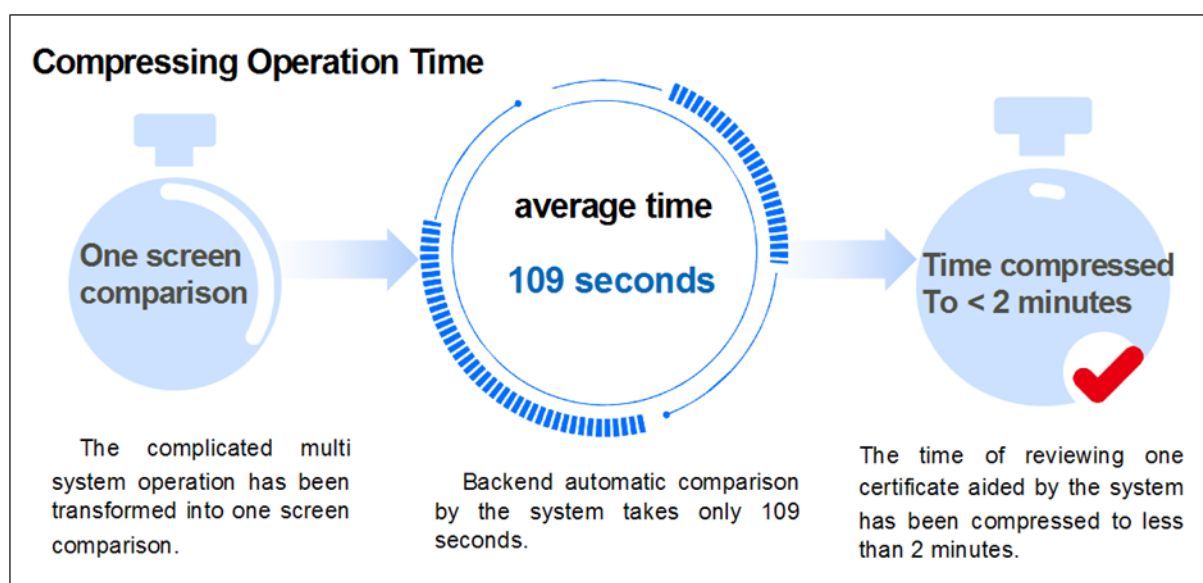 Compressing Operation Time
One screen
comparison
average time
109 seconds
Time compressed
To < 2 minutes
The complicated multi
system operation has been
transformed into one screen
comparison.
Backend automatic comparison
by the system takes only 109
seconds.
The time of reviewing one
certificate aided by the system
has been compressed to less
than 2 minutes.